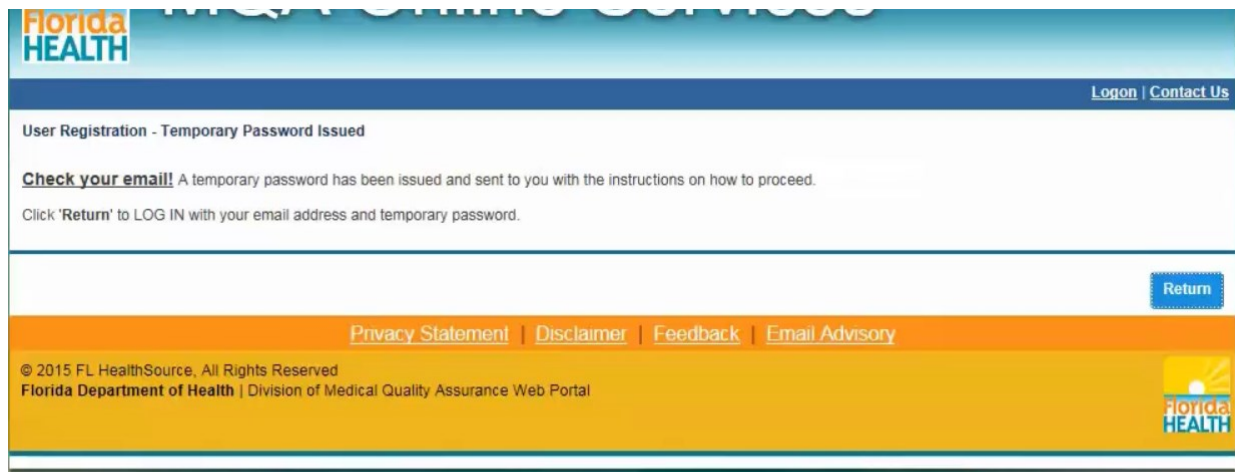 Florida
HEALTH
MQA Online Services
Logon | Contact Us
User Registration - Temporary Password Issued
Check your email! A temporary password has been issued and sent to you with the instructions on how to proceed.
Click 'Return' to LOG IN with your email address and temporary password.
Return
Privacy Statement | Disclaimer | Feedback | Email Advisory
© 2015 FL HealthSource, All Rights Reserved
Florida Department of Health | Division of Medical Quality Assurance Web Portal
Florida
HEALTH